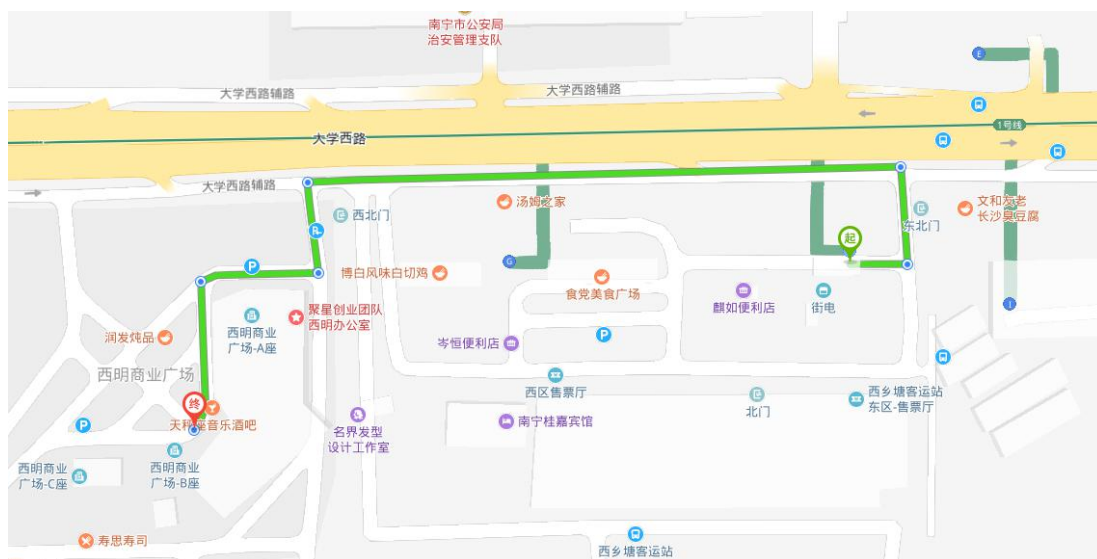 南宁市公安局
治安管理支队
大学西路辅路
大学西路辅路
E
1号线
大学西路
大学西路辅路
西北门
汤姆之家
东北门
文和友老
长沙臭豆腐
起
P
博白风味白切鸡
G
食党美食广场
麒如便利店
街电
I
聚星创业团队
西明办公室
西明商业
广场-A座
润发炖品
岑恒便利店
P
西明商业广场
西区售票厅
北门
西乡塘客运站
东区-售票厅
终
天秤座音乐酒吧
P
名界发型
设计工作室
南宁桂嘉宾馆
西明商业
广场-C座
西明商业
广场-B座
寿思寿司
西乡塘客运站